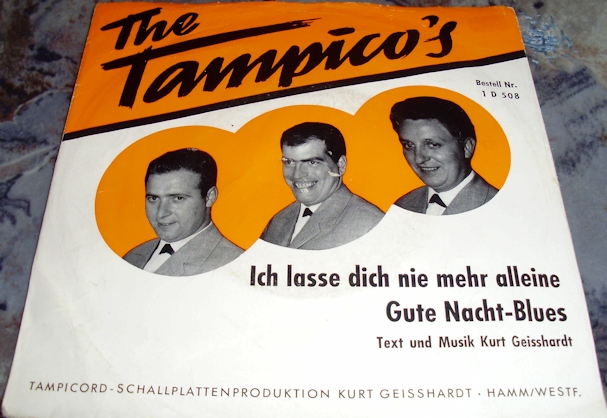 The
Tampico's
Bestell Nr.
1 D 508
Ich lasse dich nie mehr alleine
Gute Nacht-Blues
Text und Musik Kurt Geisshardt
TAMPICORD-SCHALLPLATTENPRODUKTION KURT GEISSHARDT · HAMM/WESTF.